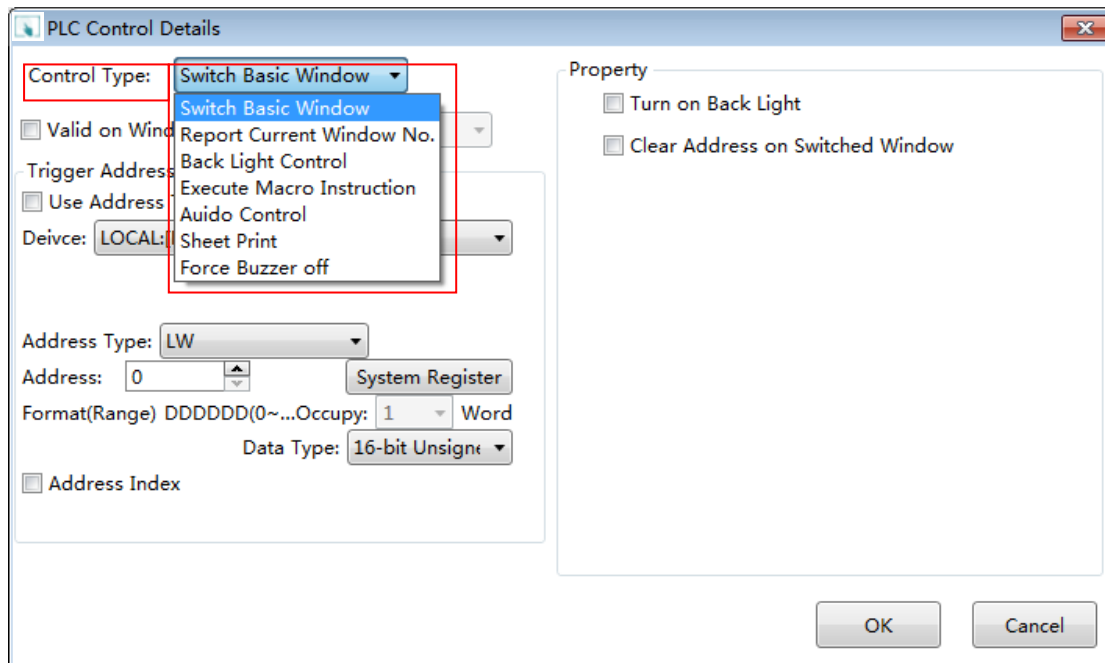 PLC Control Details
Control Type: Switch Basic Window
Switch Basic Window
Report Current Window No.
Back Light Control
Execute Macro Instruction
Auido Control
Sheet Print
Force Buzzer off
Valid on
Trigger Address
Use Address
Deivce: LOCAL:
Address Type: LW
Address: 0 System Register
Format(Range) DDDDDD(0~...Occupy: 1 Word
Data Type: 16-bit
Address Index
Property
Turn on Back Light
Clear Address on Switched Window
OK Cancel